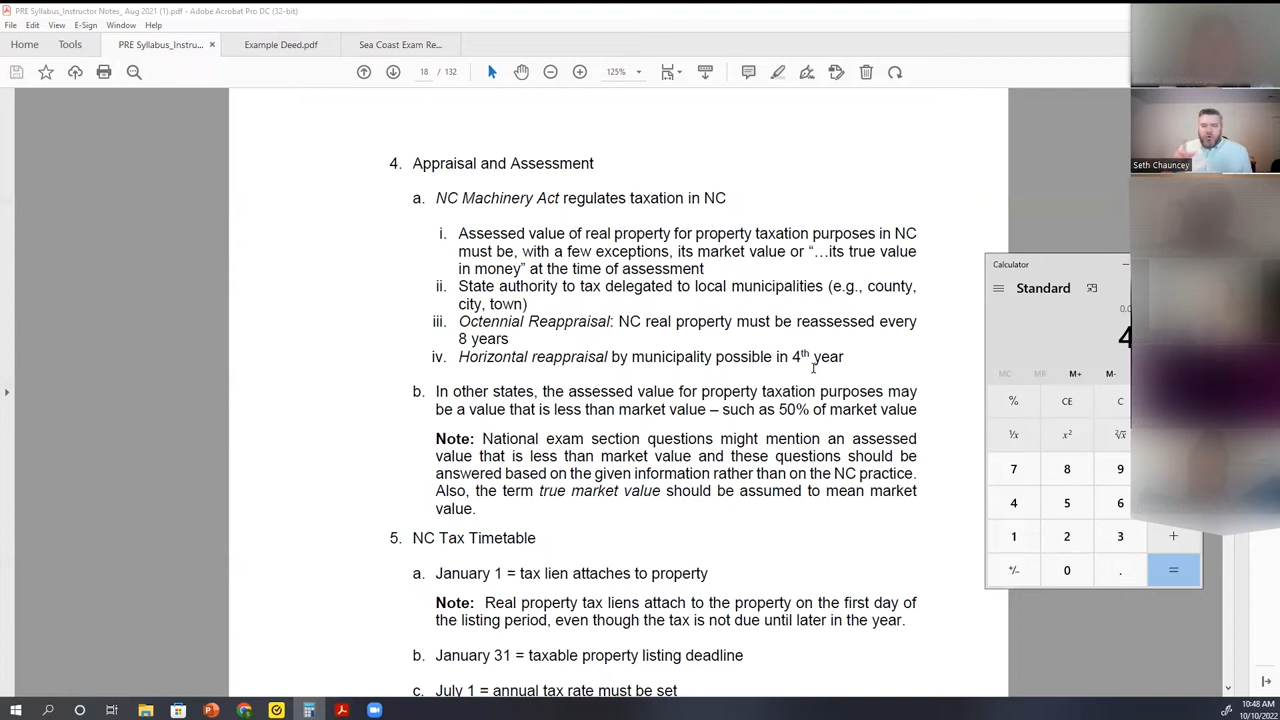 PRE Syllabus_Instructor Notes_ Aug 2021 (1).pdf - Adobe Acrobat Pro DC (32-bit)
File Edit View E-Sign Window Help
Home Tools PRE Syllabus_Instru... × Example Deed.pdf Sea Coast Exam Re...
18 / 132 125%
4. Appraisal and Assessment
a. NC Machinery Act regulates taxation in NC
i. Assessed value of real property for property taxation purposes in NC
must be, with a few exceptions, its market value or “…its true value
in money” at the time of assessment
ii. State authority to tax delegated to local municipalities (e.g., county,
city, town)
iii. Octennial Reappraisal: NC real property must be reassessed every
8 years
iv. Horizontal reappraisal by municipality possible in 4th year
b. In other states, the assessed value for property taxation purposes may
be a value that is less than market value – such as 50% of market value
Note: National exam section questions might mention an assessed
value that is less than market value and these questions should be
answered based on the given information rather than on the NC practice.
Also, the term true market value should be assumed to mean market
value.
5. NC Tax Timetable
a. January 1 = tax lien attaches to property
Note: Real property tax liens attach to the property on the first day of
the listing period, even though the tax is not due until later in the year.
b. January 31 = taxable property listing deadline
c. July 1 = annual tax rate must be set
Seth Chauncey
Calculator
Standard
0.0
4
MC MR M+ M-
% CE C
¹/x x² ²√x
7 8 9
4 5 6
1 2 3 +
+/- 0 . =
10:48 AM
10/10/2022